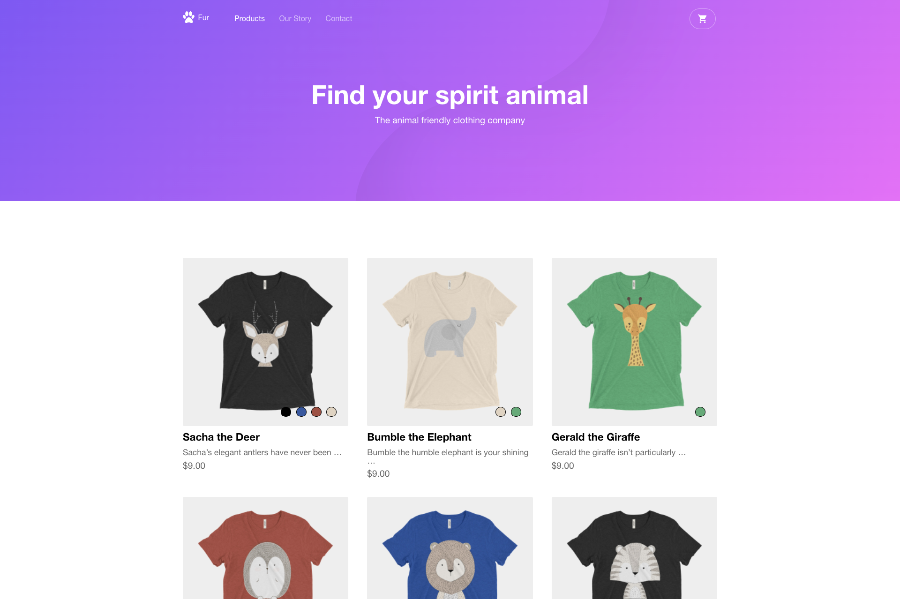 Fur
Products
Our Story
Contact
Find your spirit animal
The animal friendly clothing company
Sacha the Deer
Sacha's elegant antlers have never been ...
$9.00
Bumble the Elephant
Bumble the humble elephant is your shining
...
$9.00
Gerald the Giraffe
Gerald the giraffe isn't particularly ...
$9.00